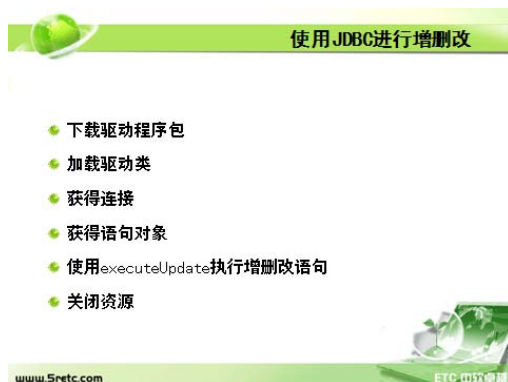 使用JDBC进行增删改
下载驱动程序包
加载驱动类
获得连接
获得语句对象
使用executeUpdate执行增删改语句
关闭资源
www.5retc.com
ETC 中软卓越